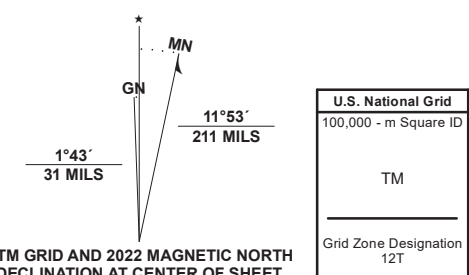 ★
MN
GN
11°53´
211 MILS
1°43´
31 MILS
TM GRID AND 2022 MAGNETIC NORTH
DECLINATION AT CENTER OF SHEET
U.S. National Grid
100,000 - m Square ID
TM
Grid Zone Designation
12T